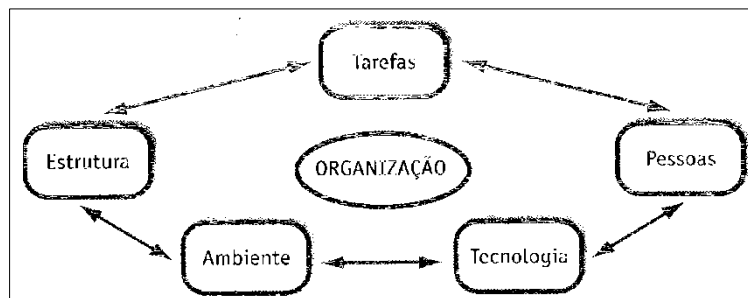 Tarefas
Estrutura
ORGANIZAÇÃO
Pessoas
Ambiente
Tecnologia